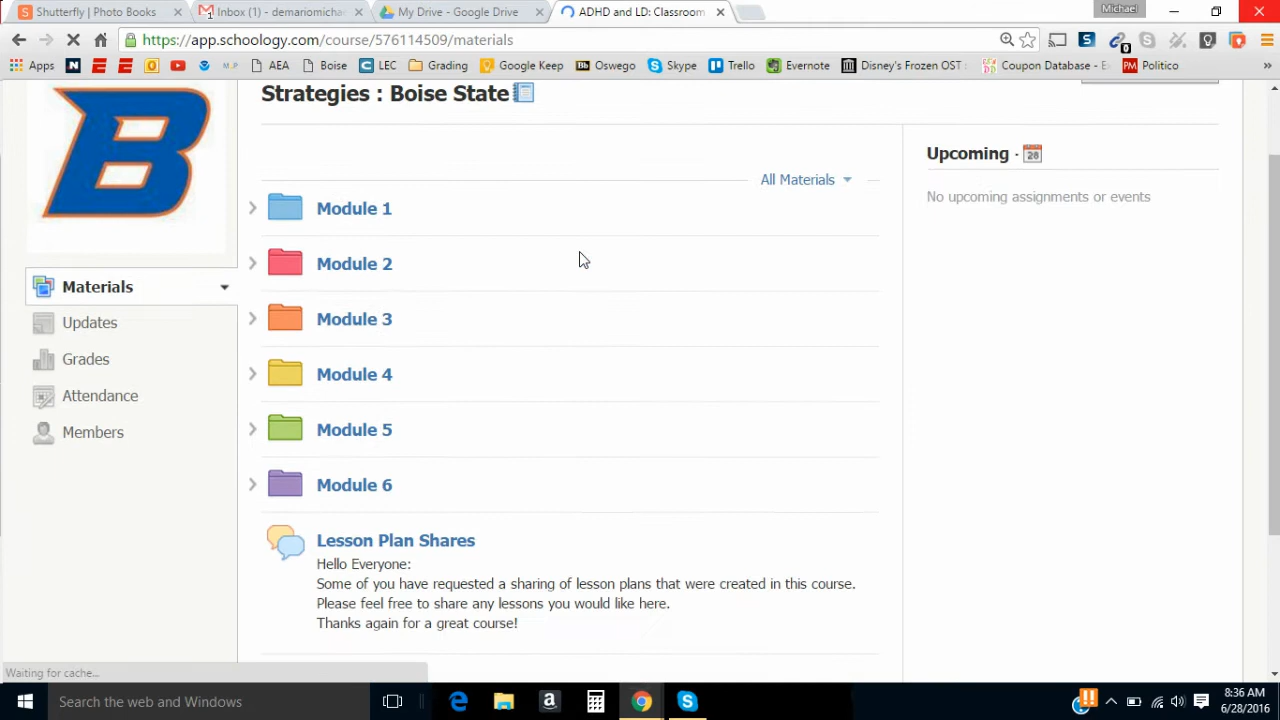 Shutterfly | Photo Books
Inbox (1) - demariomichae
My Drive - Google Drive
ADHD and LD: Classroom
Michael
https://app.schoology.com/course/576114509/materials
0
Apps
N
AEA
Boise
LEC
Grading
Google Keep
Oswego
Skype
Trello
Evernote
Disney's Frozen OST :
Coupon Database - Ex
PM Politico
Strategies : Boise State
B
Upcoming ·
28
No upcoming assignments or events
All Materials
Module 1
Module 2
Module 3
Module 4
Module 5
Module 6
Materials
Updates
Grades
Attendance
Members
Lesson Plan Shares
Hello Everyone:
Some of you have requested a sharing of lesson plans that were created in this course.
Please feel free to share any lessons you would like here.
Thanks again for a great course!
Waiting for cache...
Search the web and Windows
8:36 AM
6/28/2016